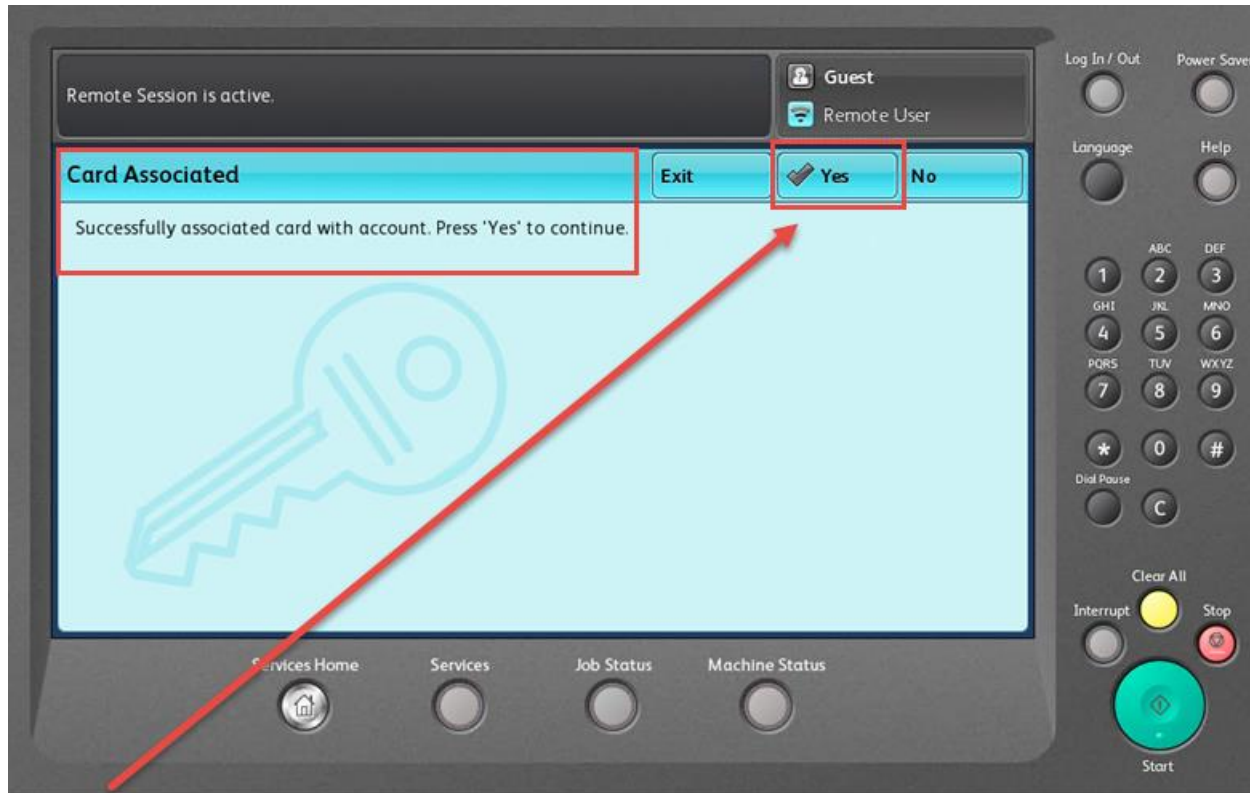 Remote Session is active.
Guest
Remote User
Card Associated
Exit
Yes
No
Successfully associated card with account. Press 'Yes' to continue.
Services Home
Services
Job Status
Machine Status
Log In / Out
Power Saver
Language
Help
1
ABC
2
DEF
3
GHI
4
JKL
5
MNO
6
PQRS
7
TUV
8
WXYZ
9
*
0
#
Dial Pause
C
Clear All
Interrupt
Stop
Start